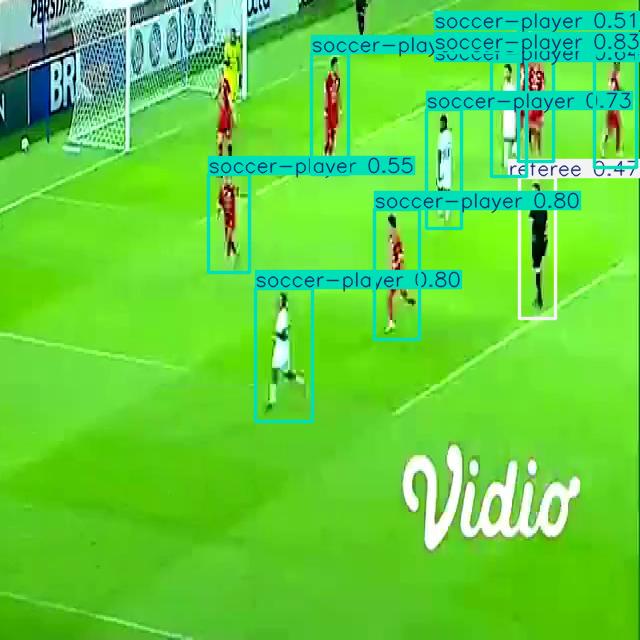 soccer-player 0.51
soccer-player 0.83
soccer-player 0.73
referee 0.47
soccer-player 0.55
soccer-player 0.80
soccer-player 0.80
BR
Vidio